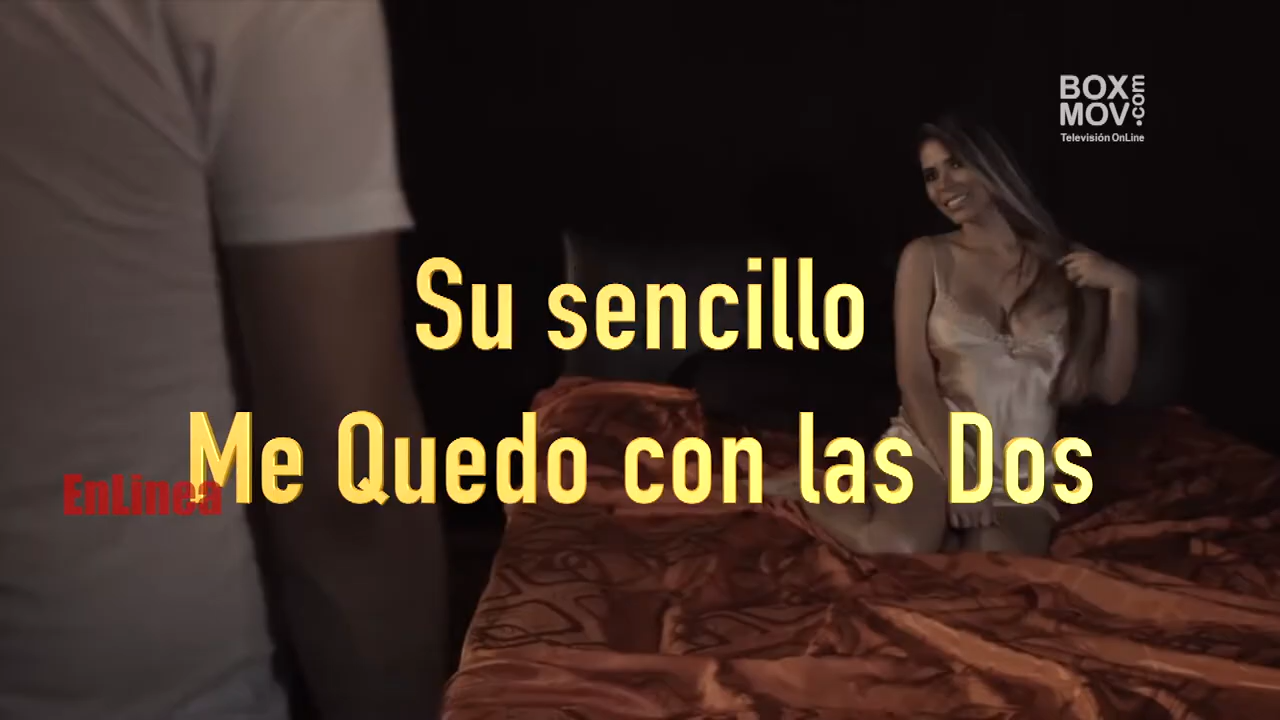 BOX
MOV
.com
Televisión OnLine
Su sencillo
Me Quedo con las Dos
EnLinea